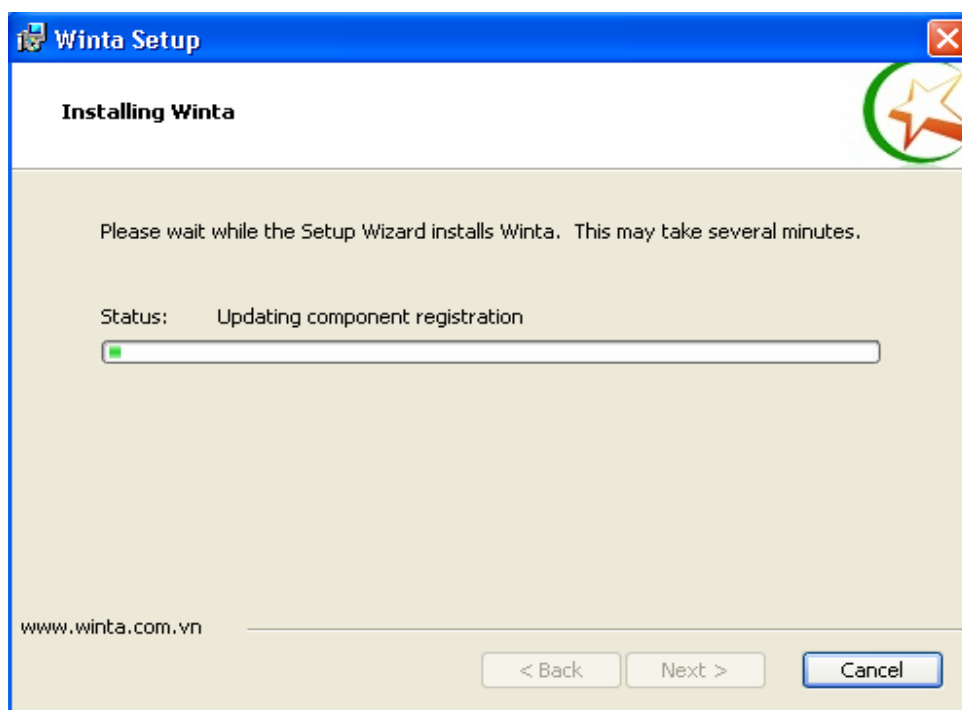 Winta Setup
Installing Winta
Please wait while the Setup Wizard installs Winta. This may take several minutes.
Status: Updating component registration
www.winta.com.vn
< Back Next > Cancel